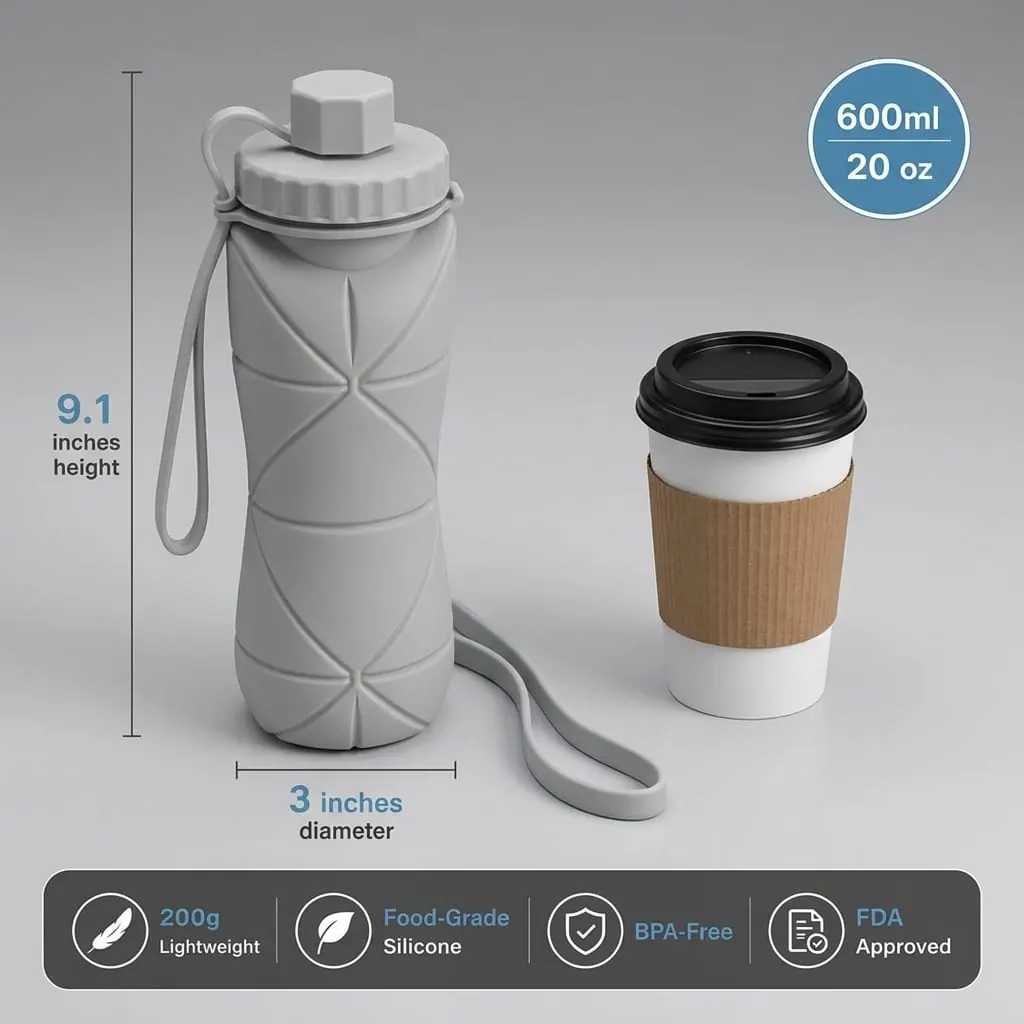 600ml
20 oz
9.1
inches
height
3 inches
diameter
200g
Lightweight
Food-Grade
Silicone
BPA-Free
FDA
Approved